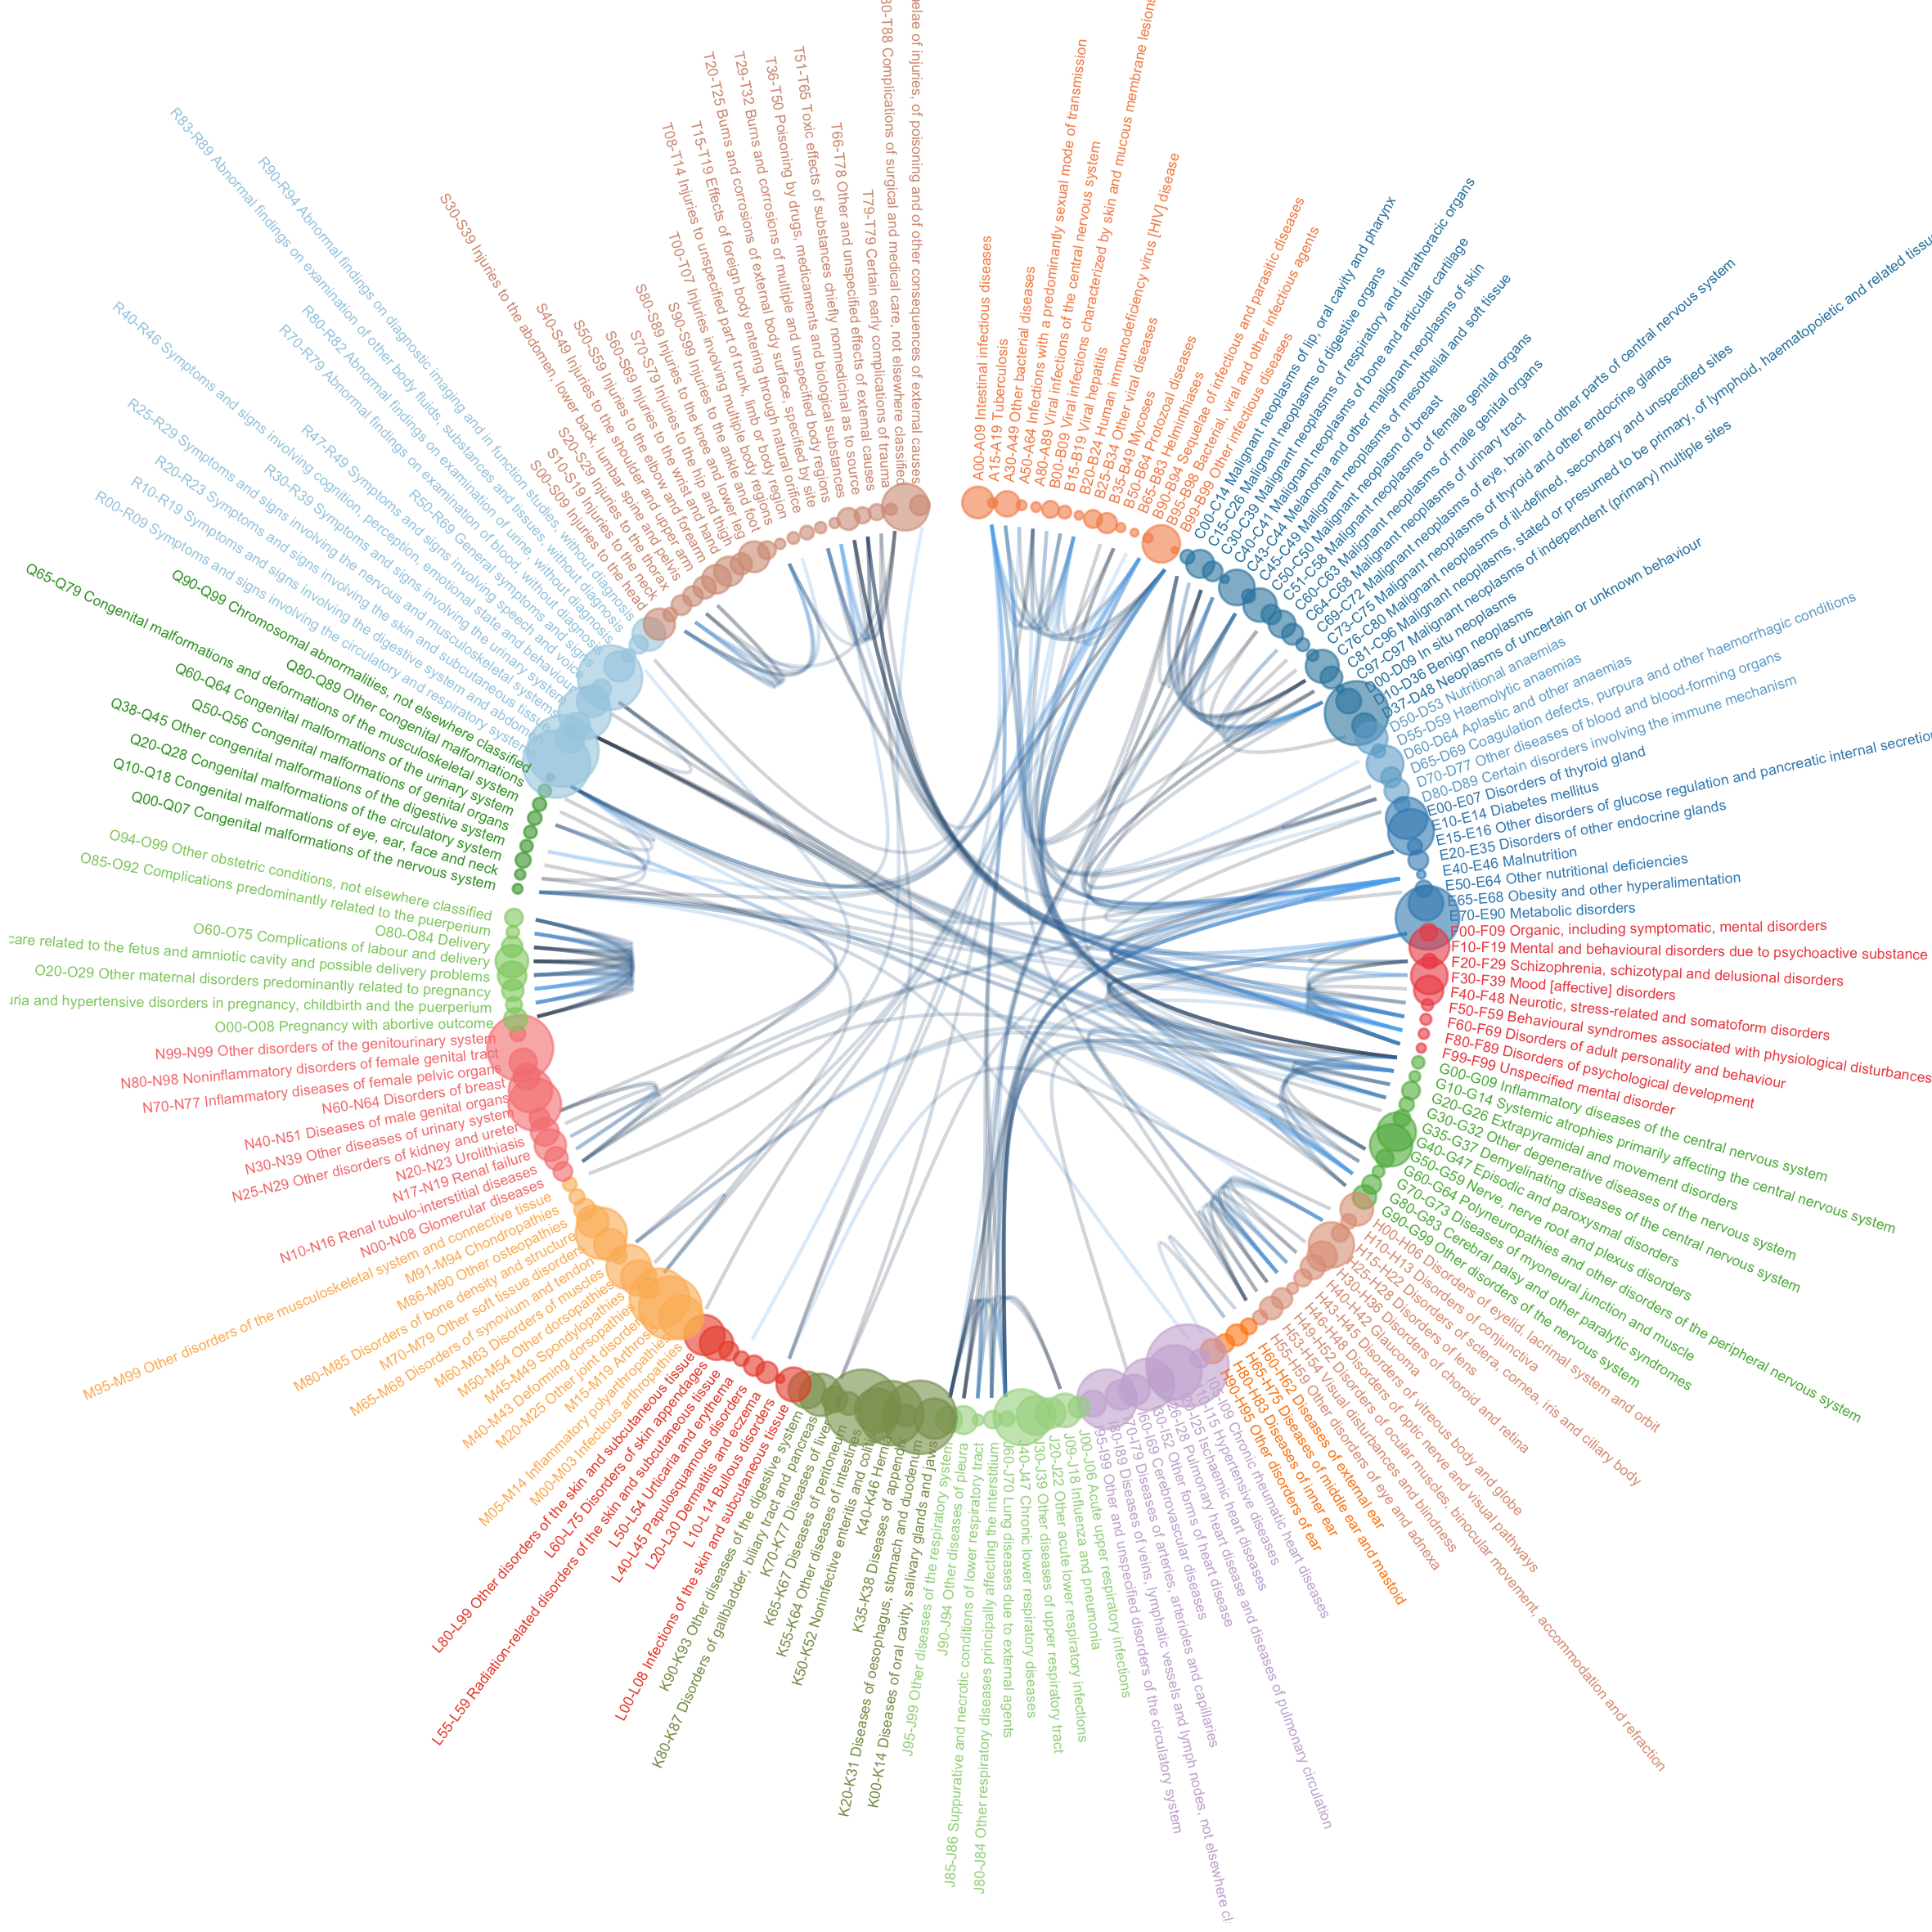 A00-A09 Intestinal infectious diseases
A15-A19 Tuberculosis
A30-A49 Other bacterial diseases
A50-A64 Infections with a predominantly sexual mode of transmission
A80-A89 Viral infections of the central nervous system
B00-B09 Viral infections characterized by skin and mucous membrane lesions
B15-B19 Viral hepatitis
B20-B24 Human immunodeficiency virus [HIV] disease
B25-B34 Other viral diseases
B35-B49 Mycoses
B50-B64 Protozoal diseases
B65-B83 Helminthiases
B90-B94 Sequelae of infectious and parasitic diseases
B95-B98 Bacterial, viral and other infectious agents
B99-B99 Other infectious diseases
C00-C14 Malignant neoplasms of lip, oral cavity and pharynx
C15-C26 Malignant neoplasms of digestive organs
C30-C39 Malignant neoplasms of respiratory and intrathoracic organs
C40-C41 Malignant neoplasms of bone and articular cartilage
C43-C44 Melanoma and other malignant neoplasms of skin
C45-C49 Malignant neoplasms of mesothelial and soft tissue
C50-C50 Malignant neoplasm of breast
C51-C58 Malignant neoplasms of female genital organs
C60-C63 Malignant neoplasms of male genital organs
C64-C68 Malignant neoplasms of urinary tract
C69-C72 Malignant neoplasms of eye, brain and other parts of central nervous system
C73-C75 Malignant neoplasms of thyroid and other endocrine glands
C76-C80 Malignant neoplasms of ill-defined, secondary and unspecified sites
C81-C96 Malignant neoplasms, stated or presumed to be primary, of lymphoid, haematopoietic and related tissue
C97-C97 Malignant neoplasms of independent (primary) multiple sites
D00-D09 In situ neoplasms
D10-D36 Benign neoplasms
D37-D48 Neoplasms of uncertain or unknown behaviour
D50-D53 Nutritional anaemias
D55-D59 Haemolytic anaemias
D60-D64 Aplastic and other anaemias
D65-D69 Coagulation defects, purpura and other haemorrhagic conditions
D70-D77 Other diseases of blood and blood-forming organs
D80-D89 Certain disorders involving the immune mechanism
E00-E07 Disorders of thyroid gland
E10-E14 Diabetes mellitus
E15-E16 Other disorders of glucose regulation and pancreatic internal secretion
E20-E35 Disorders of other endocrine glands
E40-E46 Malnutrition
E50-E64 Other nutritional deficiencies
E65-E68 Obesity and other hyperalimentation
E70-E90 Metabolic disorders
F00-F09 Organic, including symptomatic, mental disorders
F10-F19 Mental and behavioural disorders due to psychoactive substance
F20-F29 Schizophrenia, schizotypal and delusional disorders
F30-F39 Mood [affective] disorders
F40-F48 Neurotic, stress-related and somatoform disorders
F50-F59 Behavioural syndromes associated with physiological disturbances
F60-F69 Disorders of adult personality and behaviour
F80-F89 Disorders of psychological development
F99-F99 Unspecified mental disorder
G00-G09 Inflammatory diseases of the central nervous system
G10-G14 Systemic atrophies primarily affecting the central nervous system
G20-G26 Extrapyramidal and movement disorders
G30-G32 Other degenerative diseases of the nervous system
G35-G37 Demyelinating diseases of the central nervous system
G40-G47 Episodic and paroxysmal disorders
G50-G59 Nerve, nerve root and plexus disorders
G60-G64 Polyneuropathies and other disorders of the peripheral nervous system
G70-G73 Diseases of myoneural junction and muscle
G80-G83 Cerebral palsy and other paralytic syndromes
G90-G99 Other disorders of the nervous system
H00-H06 Disorders of eyelid, lacrimal system and orbit
H10-H13 Disorders of conjunctiva
H15-H22 Disorders of sclera, cornea, iris and ciliary body
H25-H28 Disorders of lens
H30-H36 Disorders of choroid and retina
H40-H42 Glaucoma
H43-H45 Disorders of vitreous body and globe
H46-H48 Disorders of optic nerve and visual pathways
H49-H52 Disorders of ocular muscles, binocular movement, accommodation and refraction
H53-H54 Visual disturbances and blindness
H55-H59 Other disorders of eye and adnexa
H60-H62 Diseases of external ear
H65-H75 Diseases of middle ear and mastoid
H80-H83 Diseases of inner ear
H90-H95 Other disorders of ear
I05-I09 Chronic rheumatic heart diseases
I10-I15 Hypertensive diseases
I20-I25 Ischaemic heart diseases
I26-I28 Pulmonary heart disease and diseases of pulmonary circulation
I30-I52 Other forms of heart disease
I60-I69 Cerebrovascular diseases
I70-I79 Diseases of arteries, arterioles and capillaries
I80-I89 Diseases of veins, lymphatic vessels and lymph nodes, not elsewhere
I95-I99 Other and unspecified disorders of the circulatory system
J00-J06 Acute upper respiratory infections
J09-J18 Influenza and pneumonia
J20-J22 Other acute lower respiratory infections
J30-J39 Other diseases of upper respiratory tract
J40-J47 Chronic lower respiratory diseases
J60-J70 Lung diseases due to external agents
J80-J84 Other respiratory diseases principally affecting the interstitium
J85-J86 Suppurative and necrotic conditions of lower respiratory tract
J90-J94 Other diseases of pleura
J95-J99 Other diseases of the respiratory system
K00-K14 Diseases of oral cavity, salivary glands and jaws
K20-K31 Diseases of oesophagus, stomach and duodenum
K35-K38 Diseases of appendix
K40-K46 Hernia
K50-K52 Noninfective enteritis and colitis
K55-K64 Other diseases of intestines
K65-K67 Diseases of peritoneum
K70-K77 Diseases of liver
K80-K87 Disorders of gallbladder, biliary tract and pancreas
K90-K93 Other diseases of the digestive system
L00-L08 Infections of the skin and subcutaneous tissue
L10-L14 Bullous disorders
L20-L30 Dermatitis and eczema
L40-L45 Papulosquamous disorders
L50-L54 Urticaria and erythema
L55-L59 Radiation-related disorders of the skin and subcutaneous tissue
L60-L75 Disorders of skin appendages
L80-L99 Other disorders of the skin and subcutaneous tissue
M00-M03 Infectious arthropathies
M05-M14 Inflammatory polyarthropathies
M15-M19 Arthrosis
M20-M25 Other joint disorders
M40-M43 Deforming dorsopathies
M45-M49 Spondylopathies
M50-M54 Other dorsopathies
M60-M63 Disorders of muscles
M65-M68 Disorders of synovium and tendon
M70-M79 Other soft tissue disorders
M80-M85 Disorders of bone density and structure
M86-M90 Other osteopathies
M91-M94 Chondropathies
M95-M99 Other disorders of the musculoskeletal system and connective tissue
N00-N08 Glomerular diseases
N10-N16 Renal tubulo-interstitial diseases
N17-N19 Renal failure
N20-N23 Urolithiasis
N25-N29 Other disorders of kidney and ureter
N30-N39 Other diseases of urinary system
N40-N51 Diseases of male genital organs
N60-N64 Disorders of breast
N70-N77 Inflammatory diseases of female pelvic organs
N80-N98 Noninflammatory disorders of female genital tract
N99-N99 Other disorders of the genitourinary system
O00-O08 Pregnancy with abortive outcome
and hypertensive disorders in pregnancy, childbirth and the puerperium
O20-O29 Other maternal disorders predominantly related to pregnancy
care related to the fetus and amniotic cavity and possible delivery problems
O60-O75 Complications of labour and delivery
O80-O84 Delivery
O85-O92 Complications predominantly related to the puerperium
O94-O99 Other obstetric conditions, not elsewhere classified
Q00-Q07 Congenital malformations of the nervous system
Q10-Q18 Congenital malformations of eye, ear, face and neck
Q20-Q28 Congenital malformations of the circulatory system
Q38-Q45 Other congenital malformations of the digestive system
Q50-Q56 Congenital malformations of genital organs
Q60-Q64 Congenital malformations of the urinary system
Q65-Q79 Congenital malformations and deformations of the musculoskeletal system
Q80-Q89 Other congenital malformations
Q90-Q99 Chromosomal abnormalities, not elsewhere classified
R00-R09 Symptoms and signs involving the circulatory and respiratory systems
R10-R19 Symptoms and signs involving the digestive system and abdomen
R20-R23 Symptoms and signs involving the skin and subcutaneous tissue
R25-R29 Symptoms and signs involving the nervous and musculoskeletal systems
R30-R39 Symptoms and signs involving the urinary system
R40-R46 Symptoms and signs involving cognition, perception, emotional state and behaviour
R47-R49 Symptoms and signs involving speech and voice
R50-R69 General symptoms and signs
R70-R79 Abnormal findings on examination of blood, without diagnosis
R80-R82 Abnormal findings on examination of urine, without diagnosis
R83-R89 Abnormal findings on examination of other body fluids, substances and tissues, without diagnosis
R90-R94 Abnormal findings on diagnostic imaging and in function studies, without diagnosis
S00-S09 Injuries to the head
S10-S19 Injuries to the neck
S20-S29 Injuries to the thorax
S30-S39 Injuries to the abdomen, lower back, lumbar spine and pelvis
S40-S49 Injuries to the shoulder and upper arm
S50-S59 Injuries to the elbow and forearm
S60-S69 Injuries to the wrist and hand
S70-S79 Injuries to the hip and thigh
S80-S89 Injuries to the knee and lower leg
S90-S99 Injuries to the ankle and foot
T00-T07 Injuries involving multiple body regions
T08-T14 Injuries to unspecified part of trunk, limb or body region
T15-T19 Effects of foreign body entering through natural orifice
T20-T25 Burns and corrosions of external body surface, specified by site
T29-T32 Burns and corrosions of multiple and unspecified body regions
T36-T50 Poisoning by drugs, medicaments and biological substances
T51-T65 Toxic effects of substances chiefly nonmedicinal as to source
T66-T78 Other and unspecified effects of external causes
T79-T79 Certain early complications of trauma
T88 Complications of surgical and medical care, not elsewhere classified
of injuries, of poisoning and of other consequences of external causes